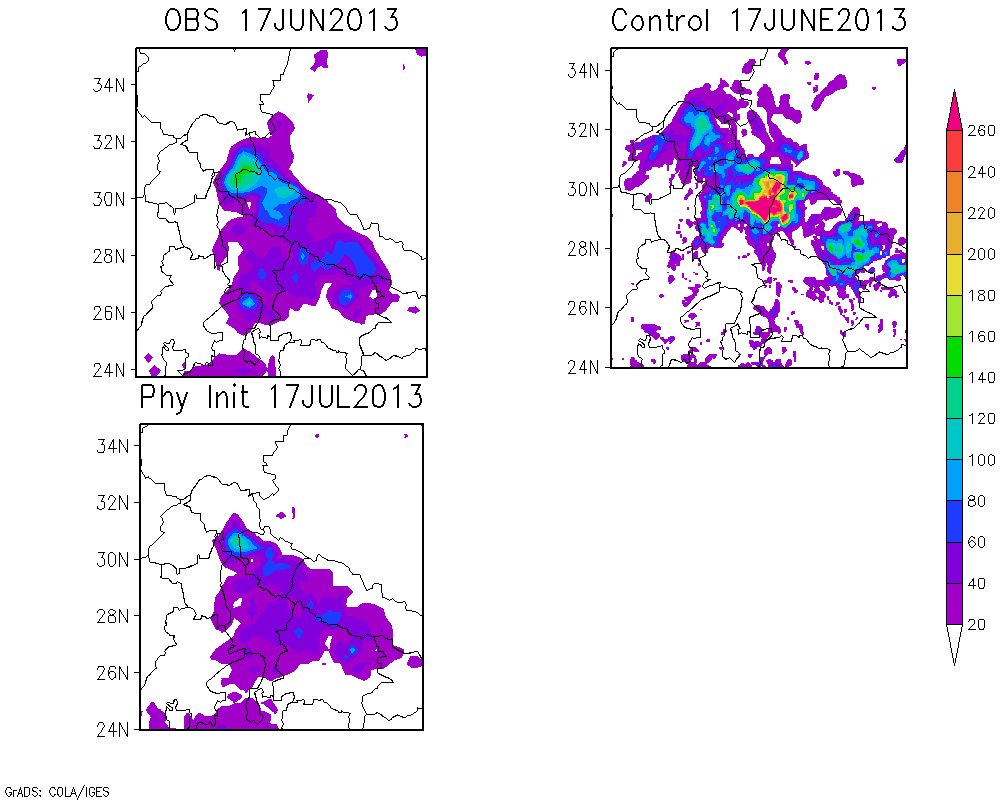 OBS 17JUN2013
Control 17JUNE2013
34N
32N
30N
28N
26N
24N
34N
32N
30N
28N
26N
24N
260
240
220
200
180
160
140
120
100
80
60
40
20
Phy Init 17JUL2013
34N
32N
30N
28N
26N
24N
GrADS: COLA/IGES